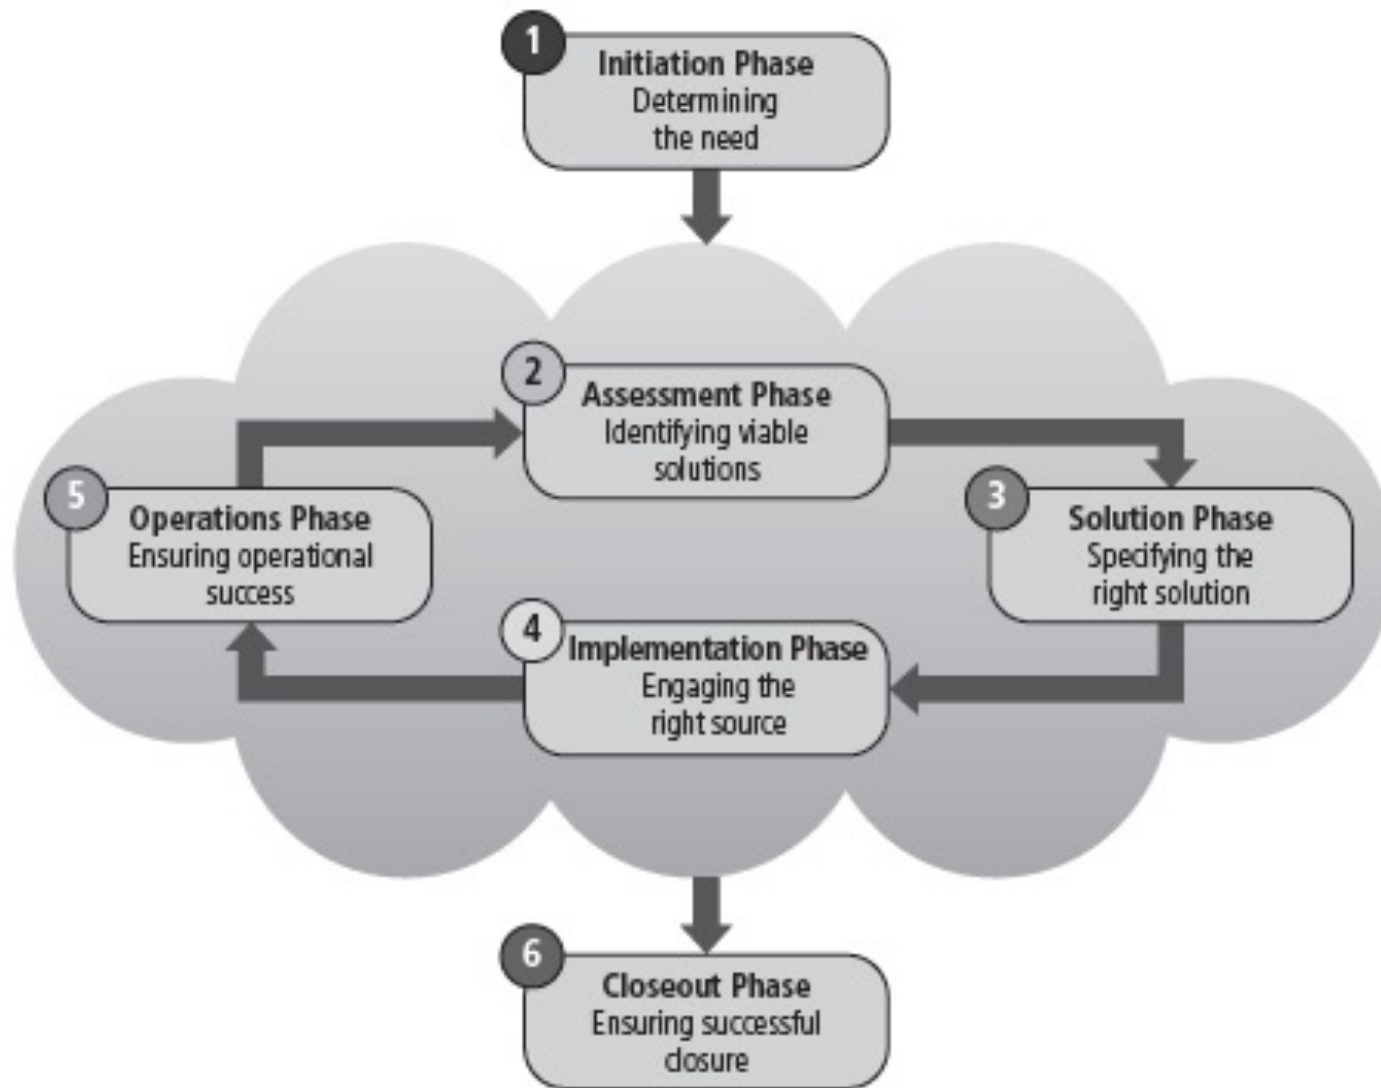 1
Initiation Phase
Determining
the need
2
Assessment Phase
Identifying viable
solutions
3
Solution Phase
Specifying the
right solution
4
Implementation Phase
Engaging the
right source
5
Operations Phase
Ensuring operational
success
6
Closeout Phase
Ensuring successful
closure